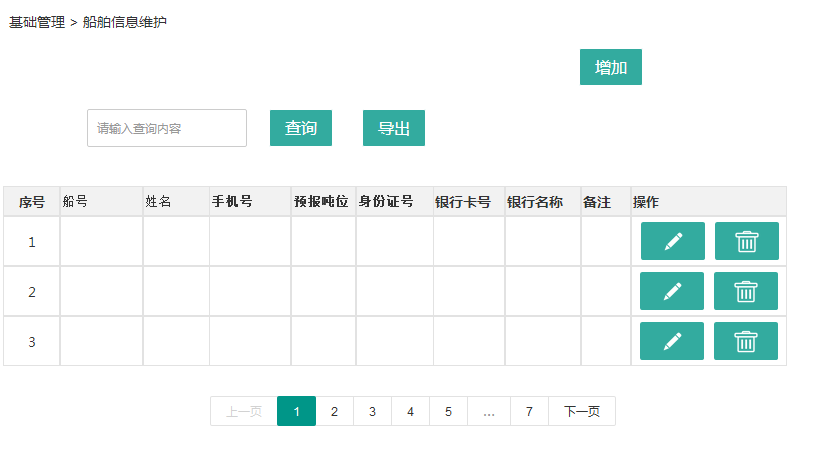 基础管理 > 船舶信息维护
增加
请输入查询内容 查询 导出
序号 船号 姓名 手机号 预报吨位 身份证号 银行卡号 银行名称 备注 操作
1
2
3
上一页 1 2 3 4 5 … 7 下一页